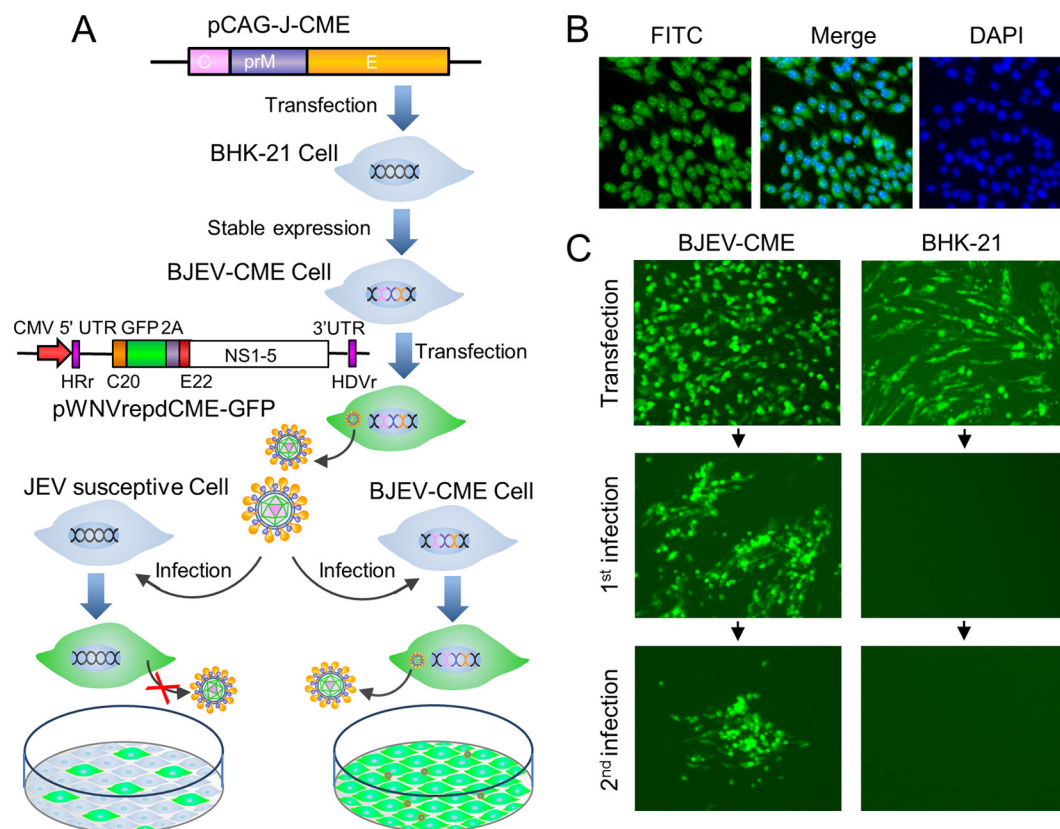 A
pCAG-J-CME
C prM E
Transfection
BHK-21 Cell
Stable expression
BJEV-CME Cell
CMV 5' UTR GFP 2A 3'UTR
NS1-5
Transfection
HRr C20 E22 HDVr
pWNVrepdCME-GFP
JEV susceptive Cell
BJEV-CME Cell
Infection Infection
B
FITC Merge DAPI
C
BJEV-CME BHK-21
Transfection
1st infection
2nd infection